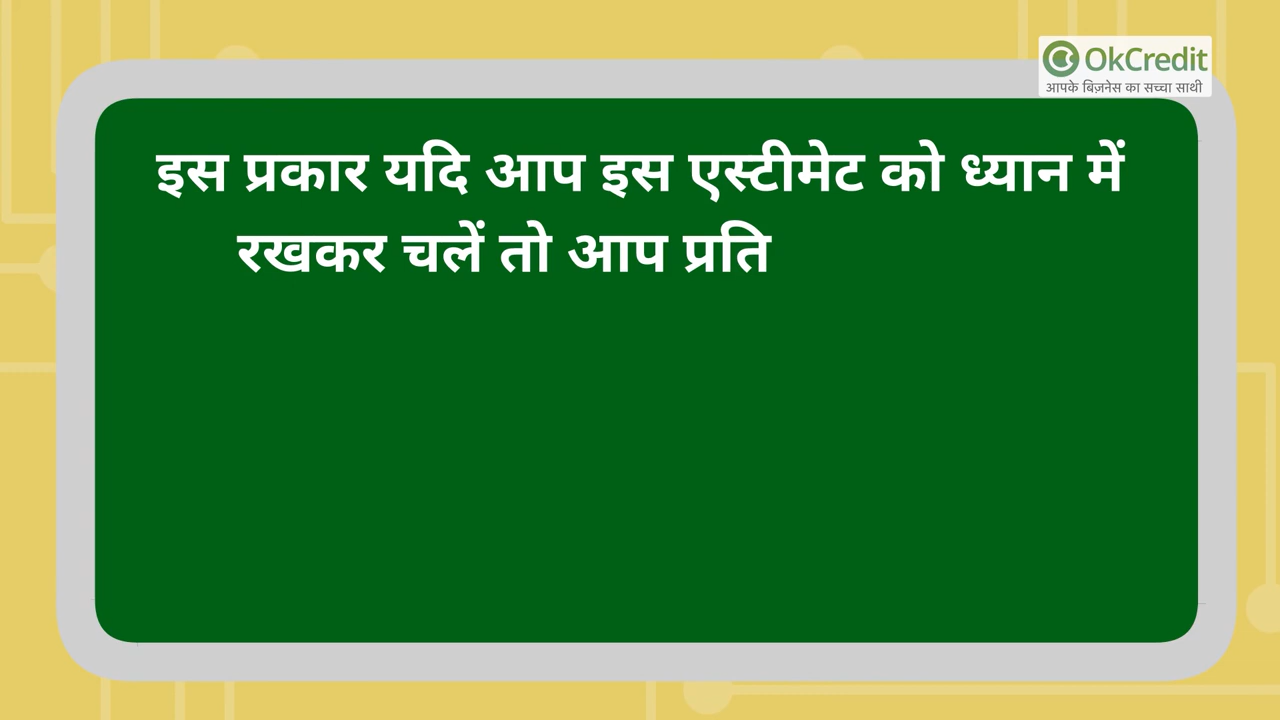 OkCredit
आपके बिज़नेस का सच्चा साथी
इस प्रकार यदि आप इस एस्टीमेट को ध्यान में
रखकर चलें तो आप प्रति